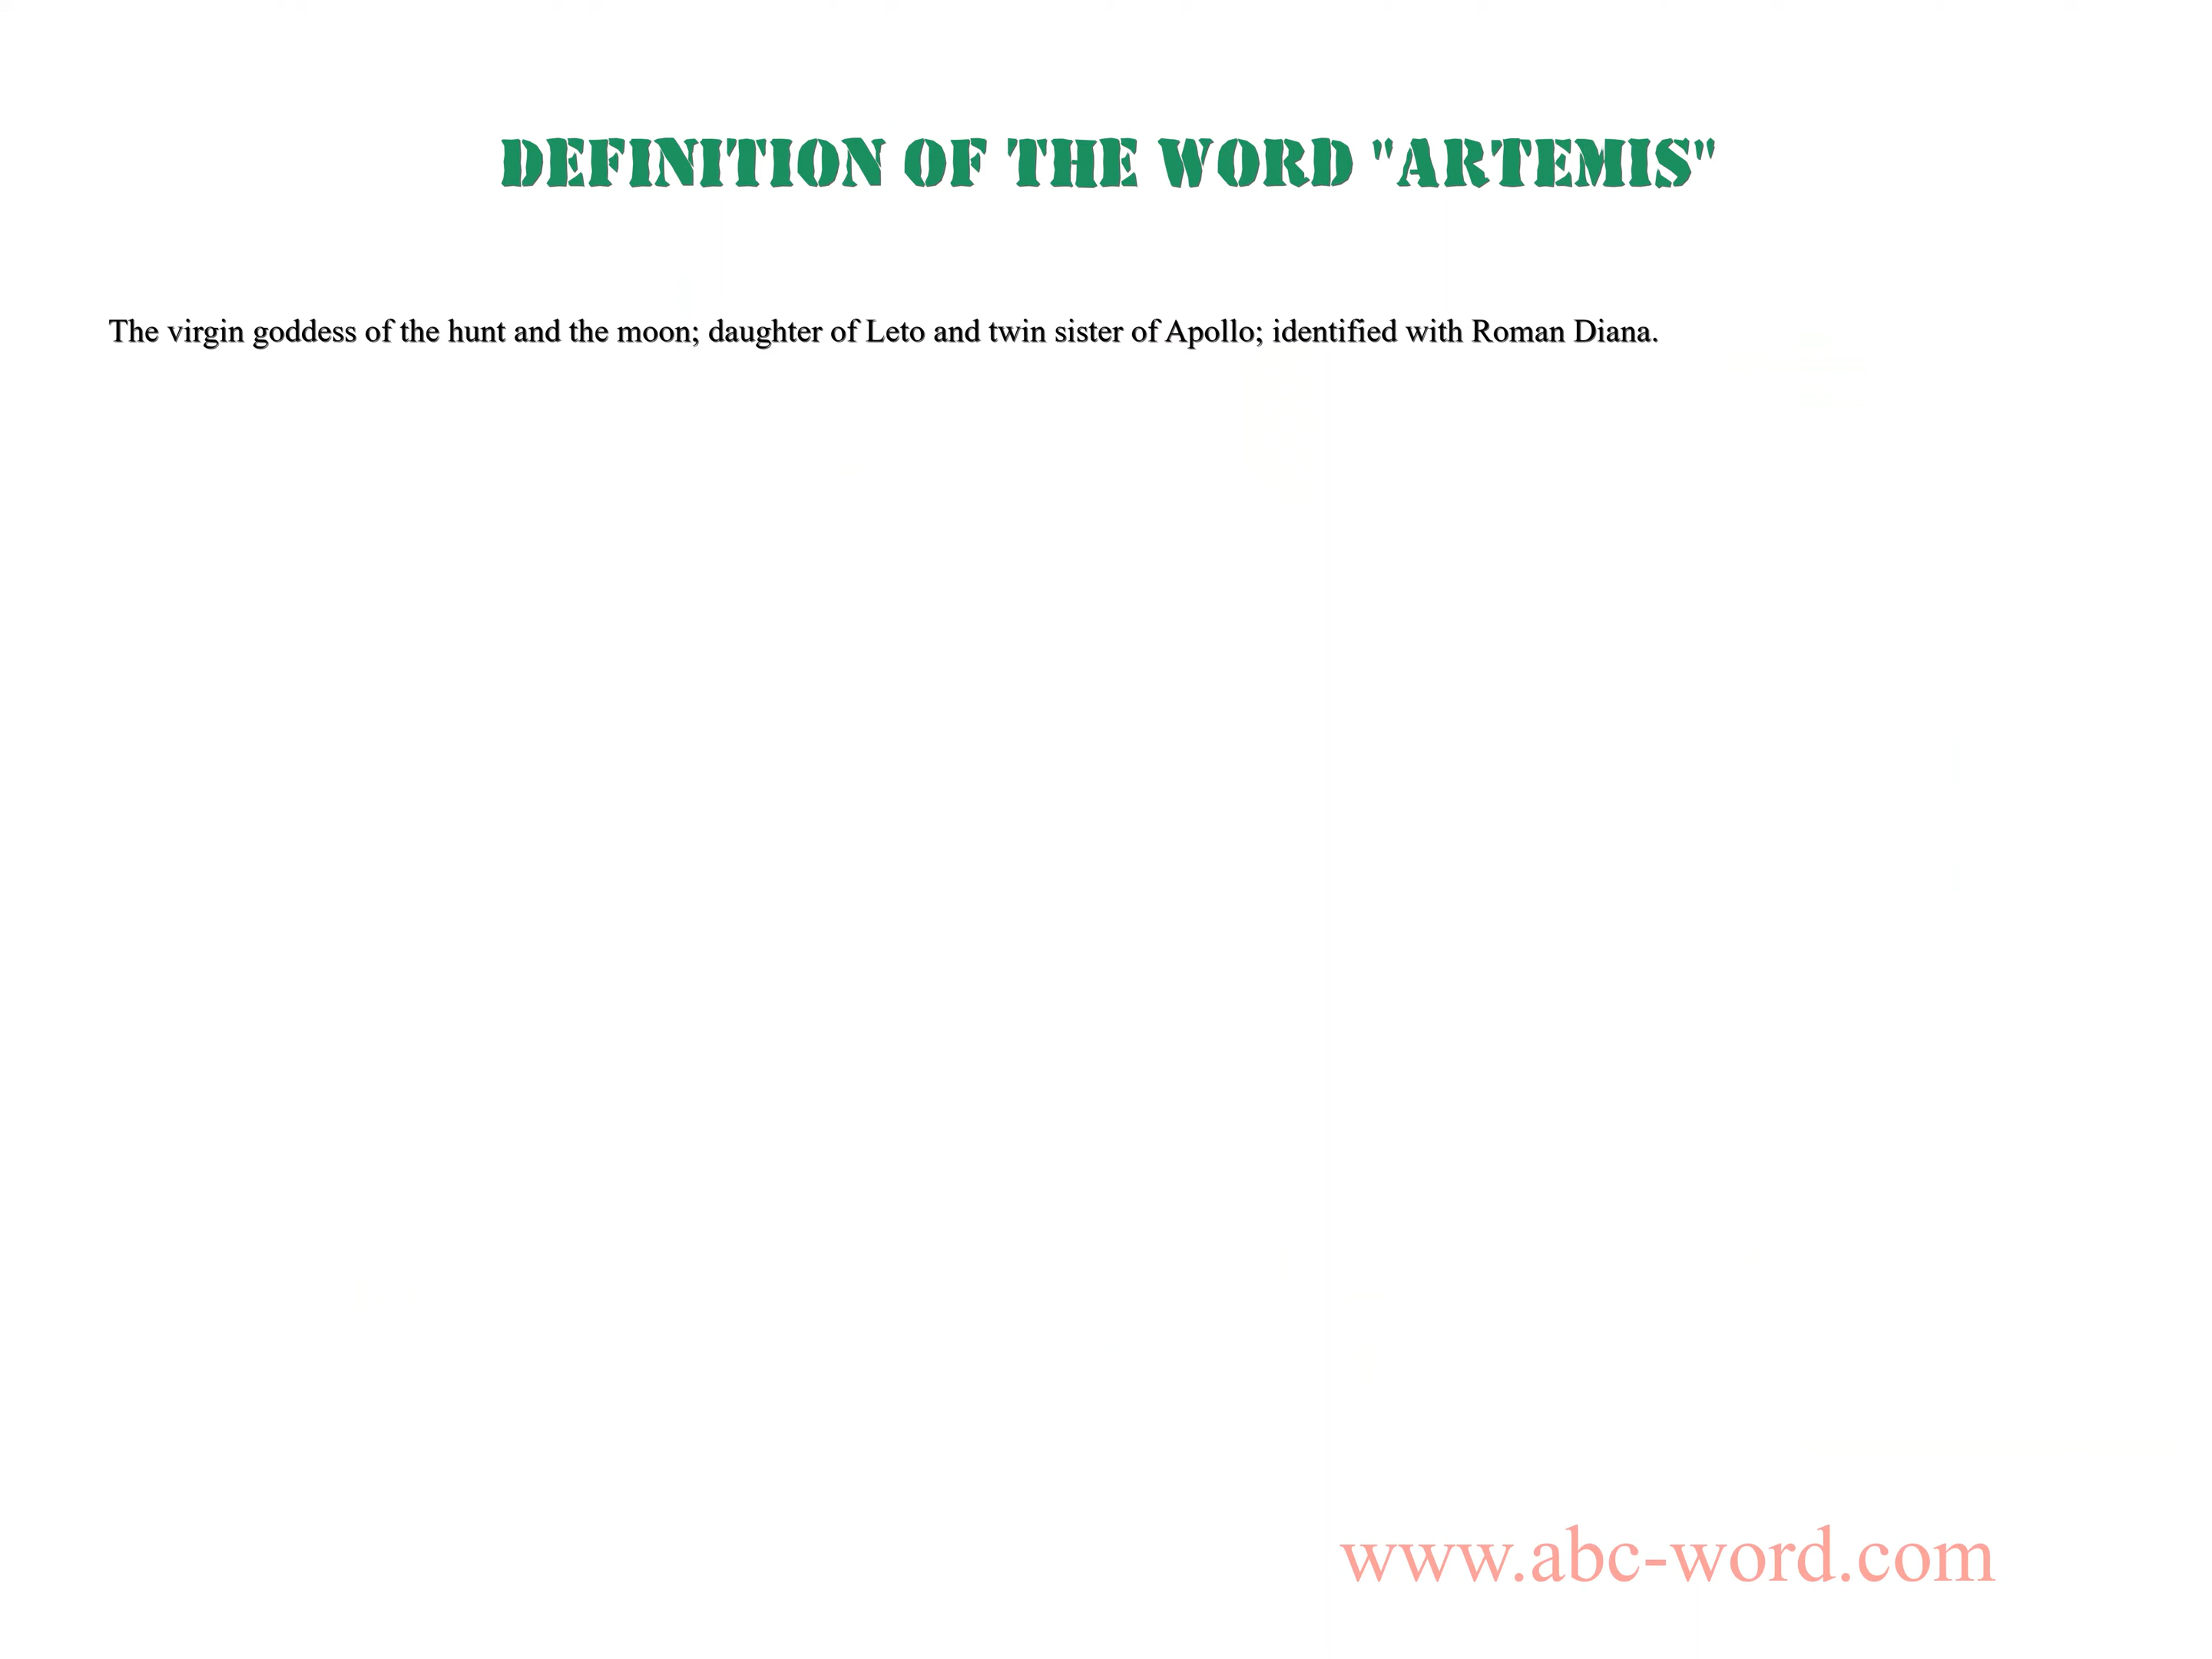 DEFINITION OF THE WORD "ARTEMIS"
The virgin goddess of the hunt and the moon; daughter of Leto and twin sister of Apollo; identified with Roman Diana.
www.abc-word.com